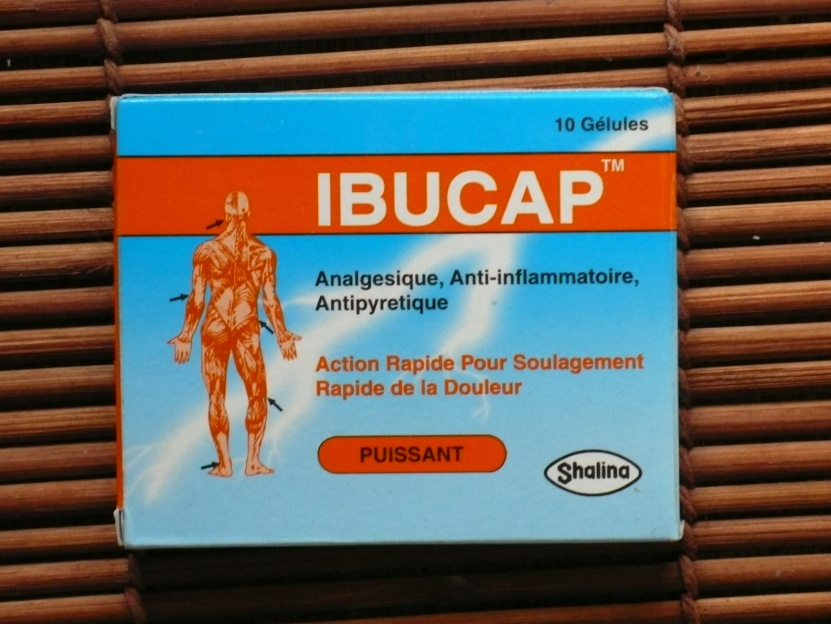 10 Gélules
IBUCAP™
Analgesique, Anti-inflammatoire,
Antipyretique
Action Rapide Pour Soulagement
Rapide de la Douleur
PUISSANT
Shalina